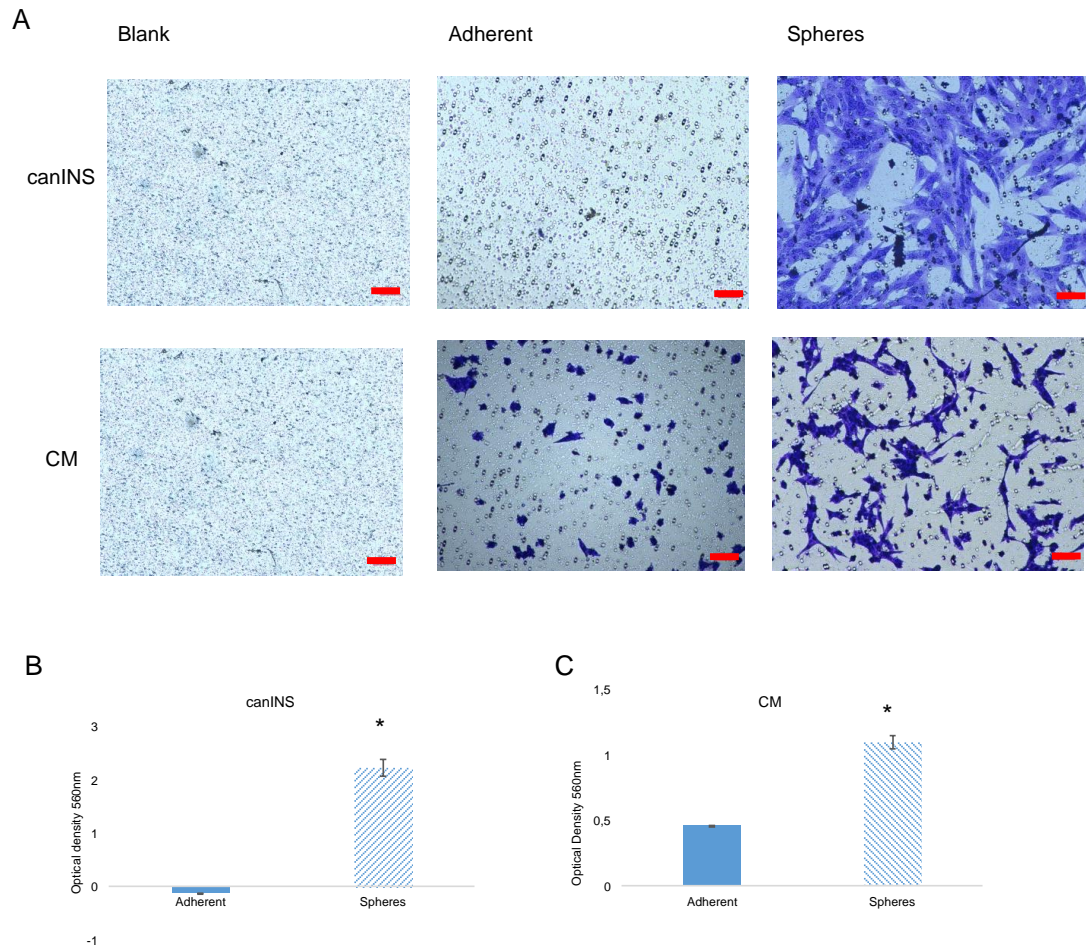 A
Blank
Adherent
Spheres
canINS
CM
B
canINS
*
3
2
1
0
-1
Optical density 560nm
Adherent
Spheres
C
CM
*
1,5
1
0,5
0
Optical Density 560nm
Adherent
Spheres